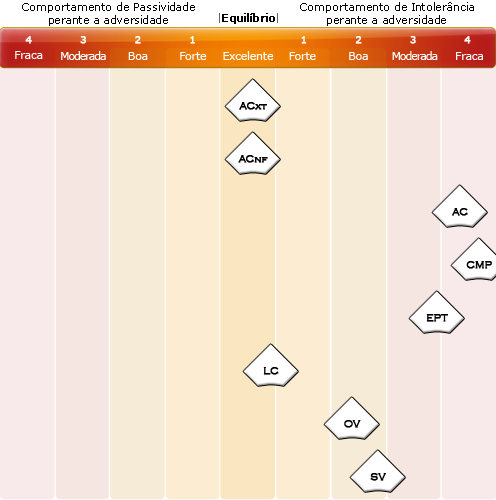 Comportamento de Passividade
perante a adversidade
|Equilíbrio|
Comportamento de Intolerância
perante a adversidade
4 3 2 1 1 2 3 4
Fraca Moderada Boa Forte Excelente Forte Boa Moderada Fraca
ACXT
ACNF
AC
CMP
EPT
LC
OV
SV